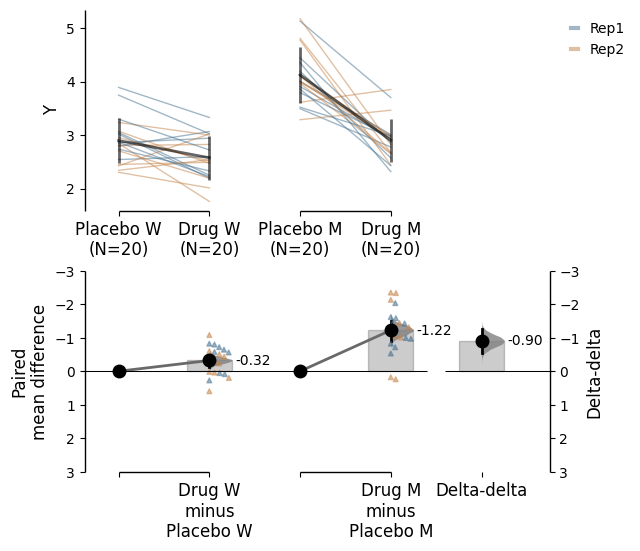 5
4
3
2
Y
Rep1
Rep2
Placebo W
(N=20)
Drug W
(N=20)
Placebo M
(N=20)
Drug M
(N=20)
Paired
mean difference
−3
−2
−1
0
1
2
3
-0.32
-1.22
-0.90
−3
−2
−1
0
1
2
3
Delta-delta
Drug W
minus
Placebo W
Drug M
minus
Placebo M
Delta-delta